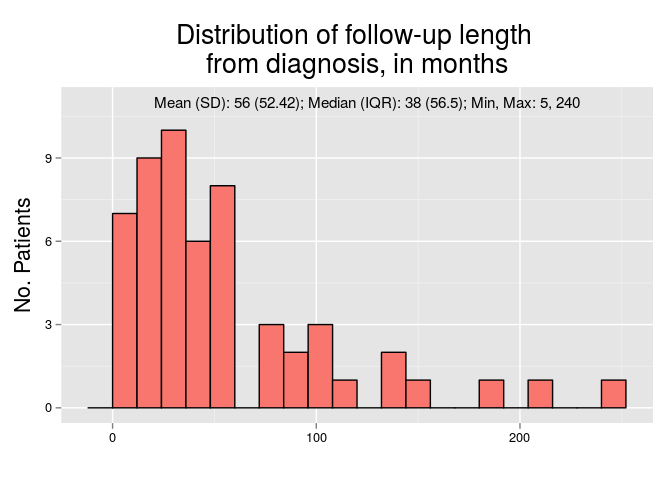 Distribution of follow-up length
from diagnosis, in months
Mean (SD): 56 (52.42); Median (IQR): 38 (56.5); Min, Max: 5, 240
No. Patients
9
6
3
0
0
100
200